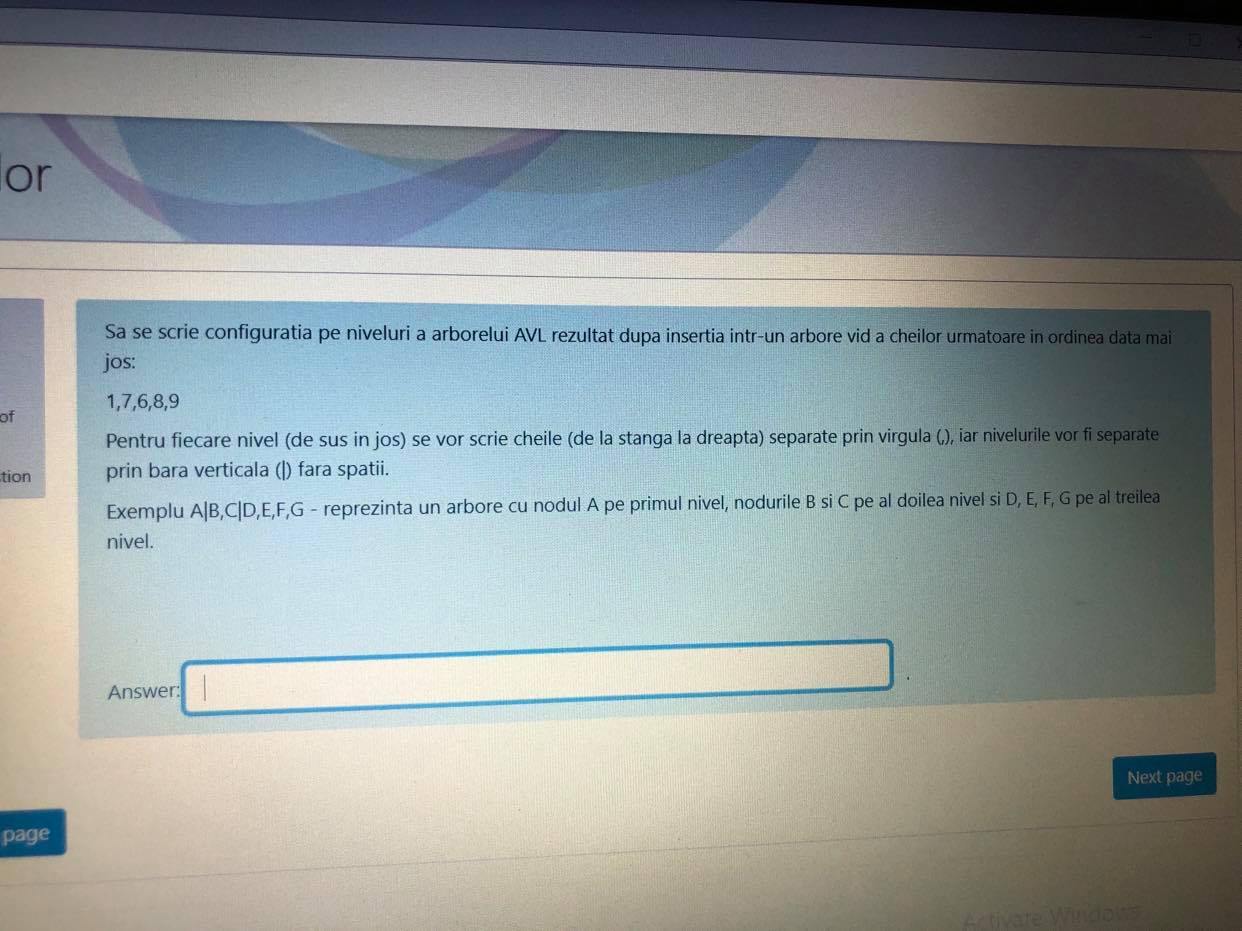 lor
Sa se scrie configuratia pe niveluri a arborelui AVL rezultat dupa insertia intr-un arbore vid a cheilor urmatoare in ordinea data mai
jos:
1,7,6,8,9
of
Pentru fiecare nivel (de sus in jos) se vor scrie cheile (de la stanga la dreapta) separate prin virgula (,), iar nivelurile vor fi separate
tion
prin bara verticala (|) fara spatii.
Exemplu A|B,C|D,E,F,G - reprezinta un arbore cu nodul A pe primul nivel, nodurile B si C pe al doilea nivel si D, E, F, G pe al treilea
nivel.
Answer:
Next page
page
Activate Windows